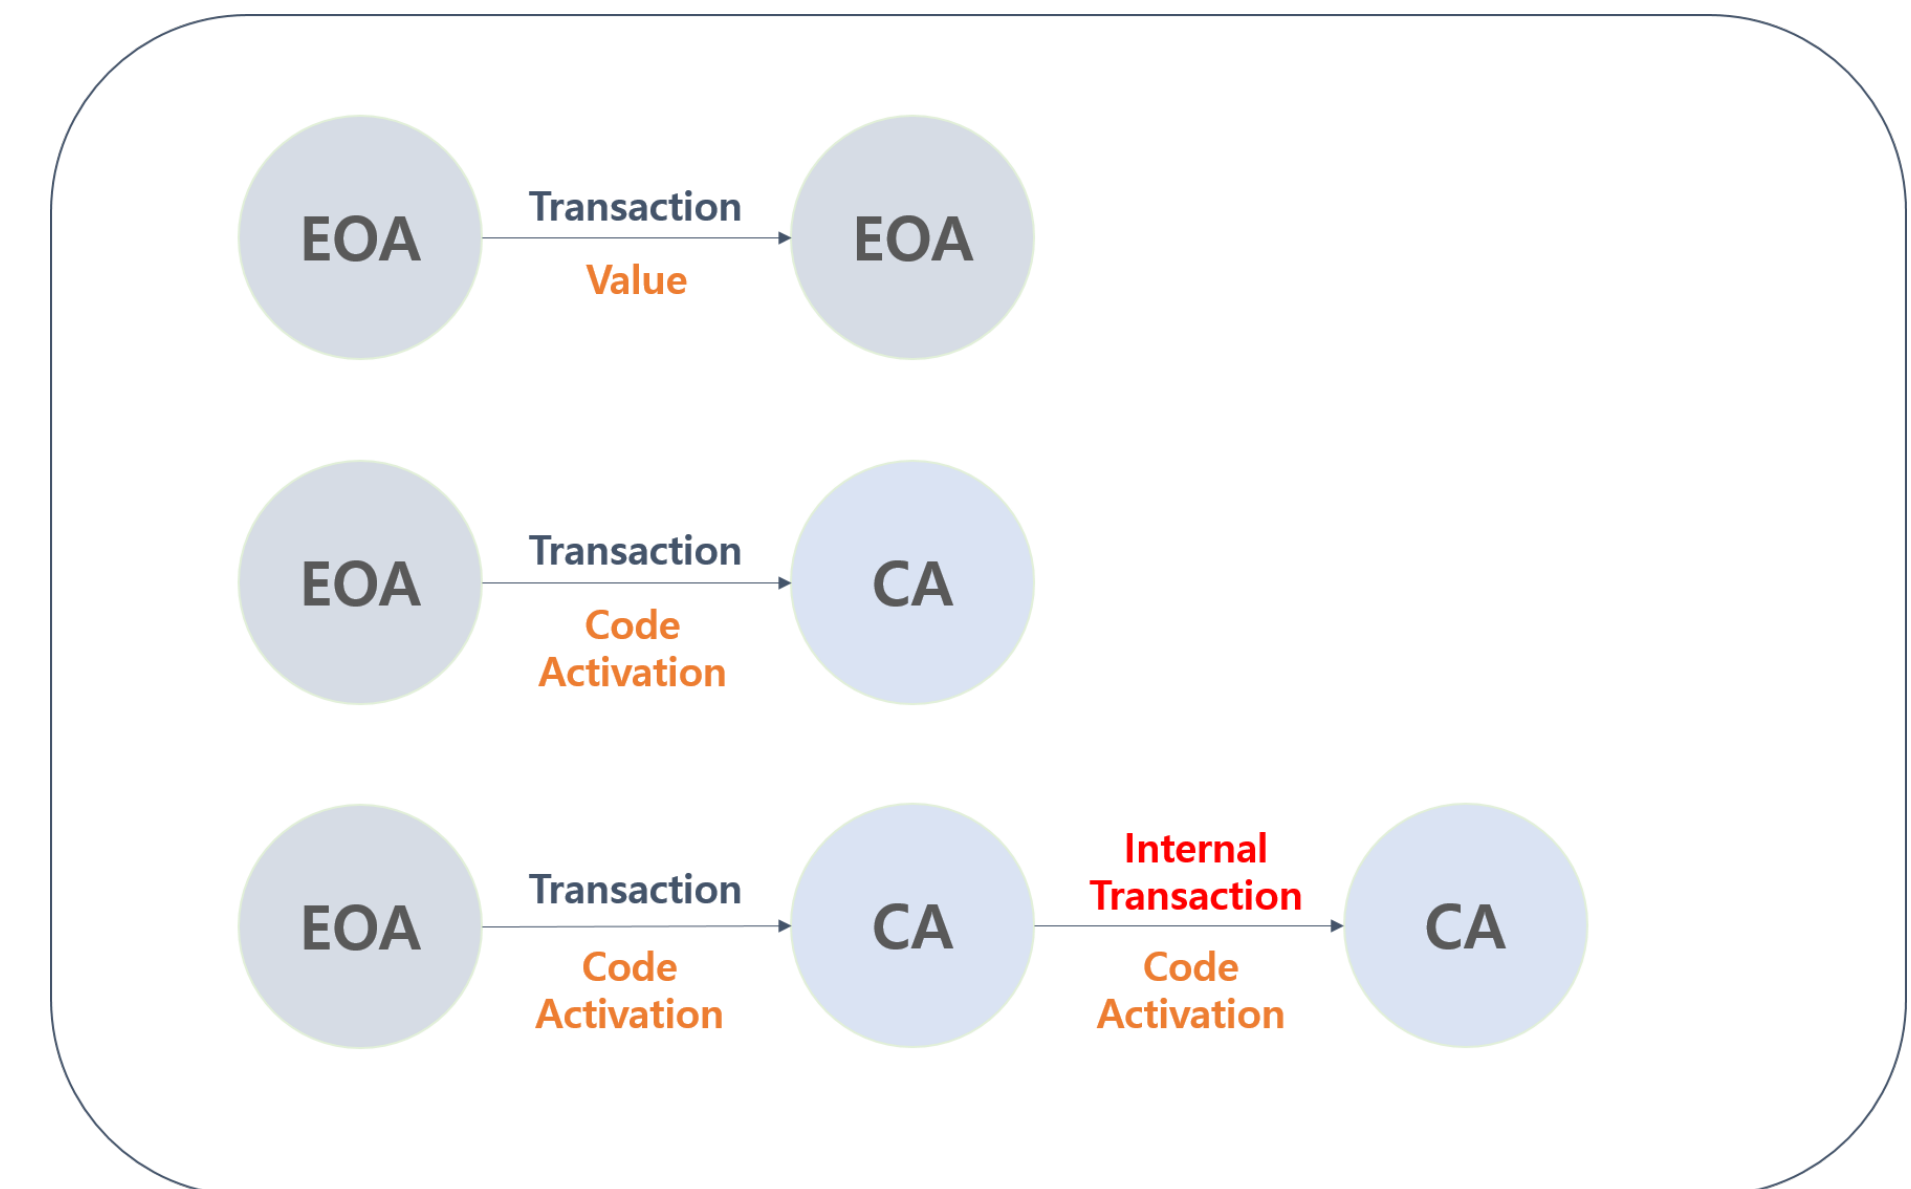 EOA
Transaction
Value
EOA
EOA
Transaction
Code
Activation
CA
EOA
Transaction
Code
Activation
CA
Internal
Transaction
Code
Activation
CA